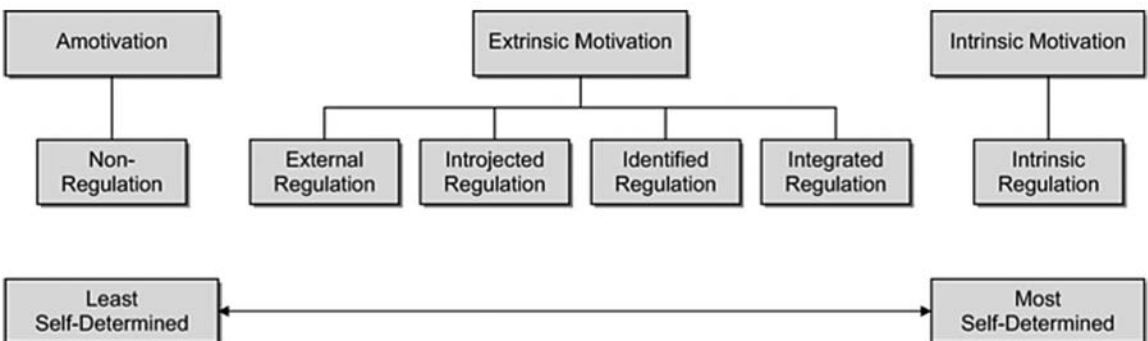 Amotivation
Extrinsic Motivation
Intrinsic Motivation
Non-
Regulation
External
Regulation
Introjected
Regulation
Identified
Regulation
Integrated
Regulation
Intrinsic
Regulation
Least
Self-Determined
Most
Self-Determined